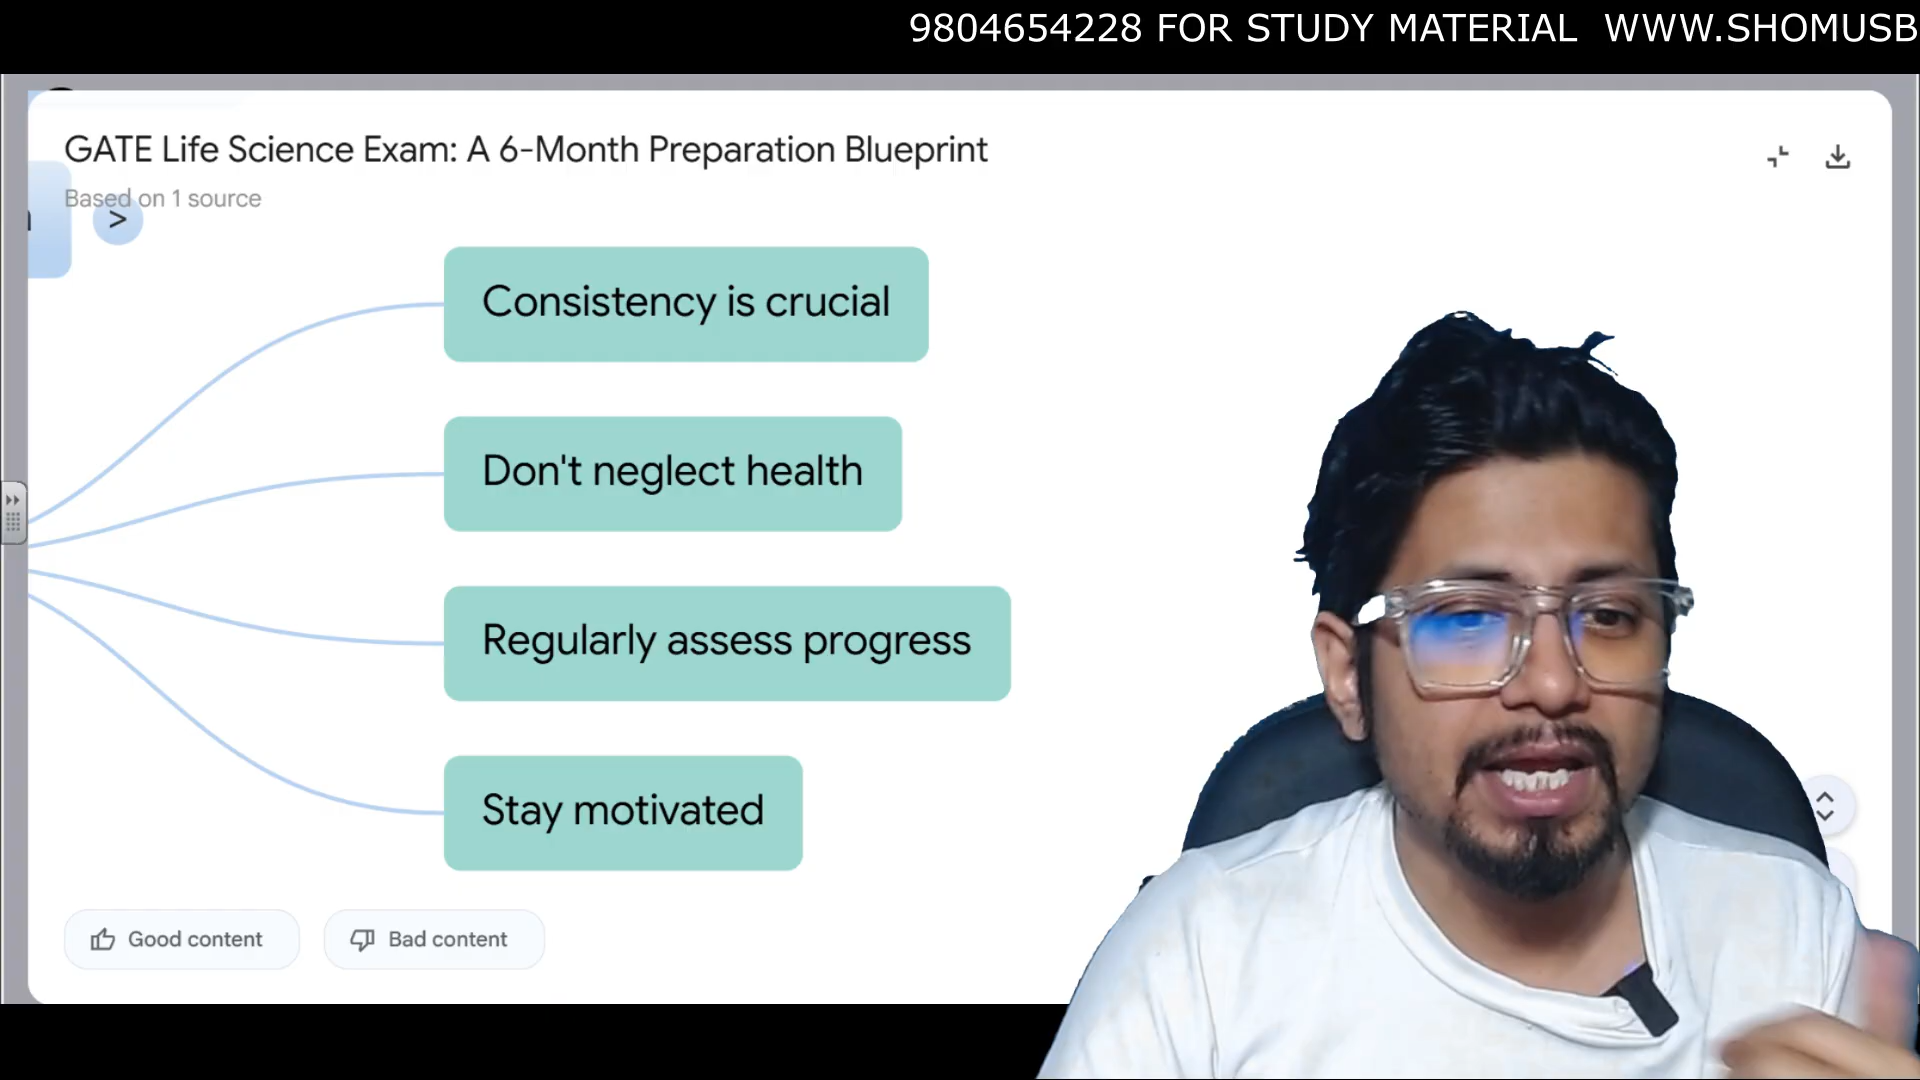 9804654228 FOR STUDY MATERIAL WWW.SHOMUSB
GATE Life Science Exam: A 6-Month Preparation Blueprint
Based on 1 source
>
Consistency is crucial
Don't neglect health
Regularly assess progress
Stay motivated
Good content
Bad content